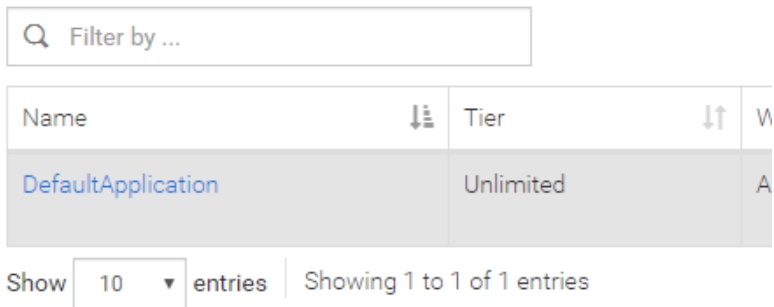 Filter by ...
Name Tier
DefaultApplication Unlimited
Show 10 entries Showing 1 to 1 of 1 entries